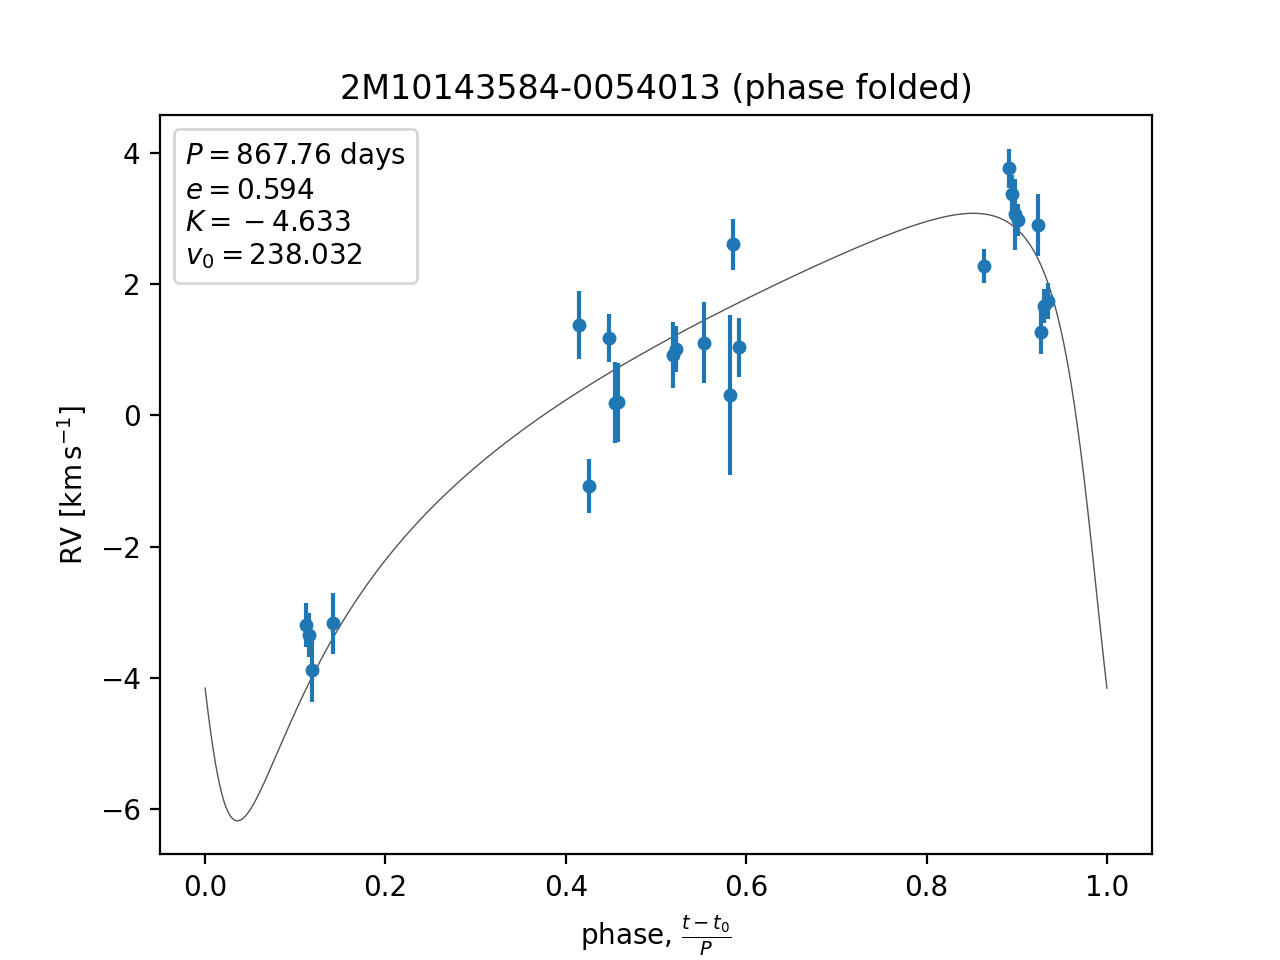 2M10143584-0054013 (phase folded)
P = 867.76 days
e = 0.594
K = −4.633
v₀ = 238.032
4
2
0
−2
−4
−6
RV [km s⁻¹]
0.0 0.2 0.4 0.6 0.8 1.0
phase, (t − t₀)/P